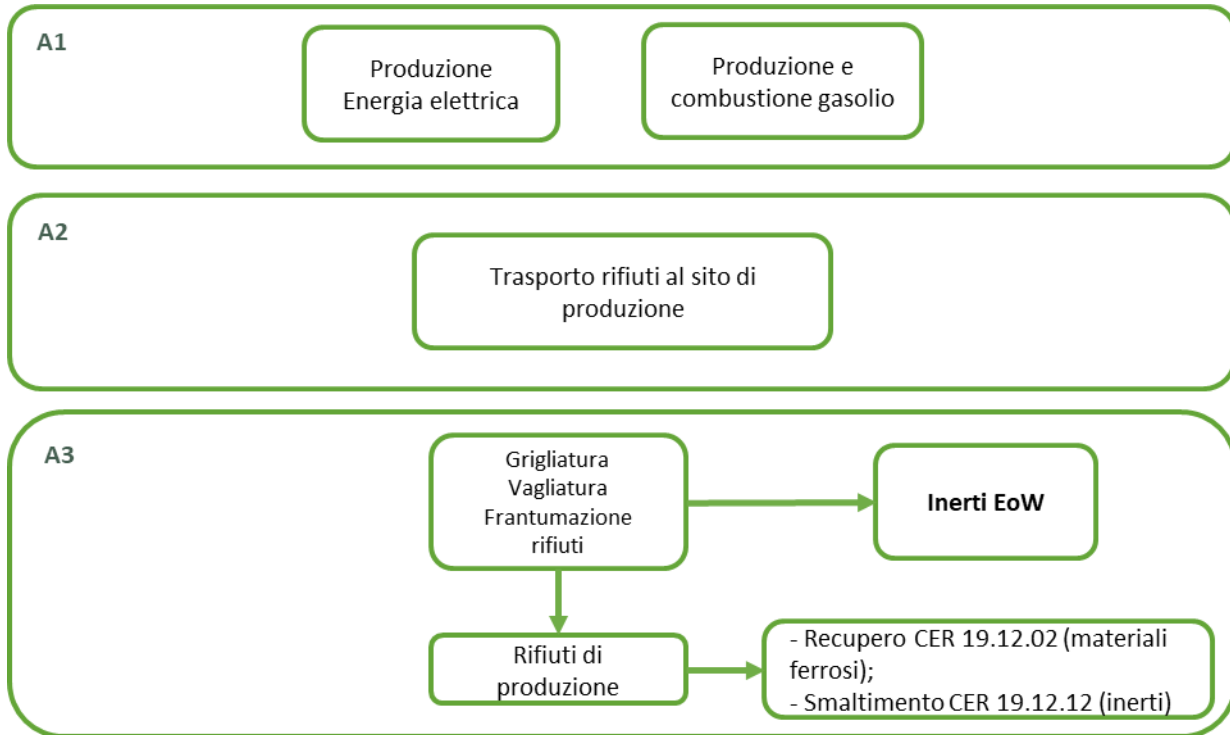 A1
Produzione
Energia elettrica
Produzione e
combustione gasolio
A2
Trasporto rifiuti al sito di
produzione
A3
Grigliatura
Vagliatura
Frantumazione
rifiuti
Inerti EoW
Rifiuti di
produzione
- Recupero CER 19.12.02 (materiali
ferrosi);
- Smaltimento CER 19.12.12 (inerti)